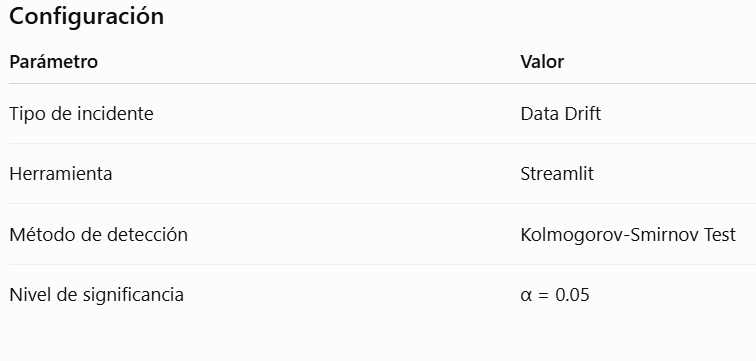 Configuración
Parámetro Valor
Tipo de incidente Data Drift
Herramienta Streamlit
Método de detección Kolmogorov-Smirnov Test
Nivel de significancia α = 0.05